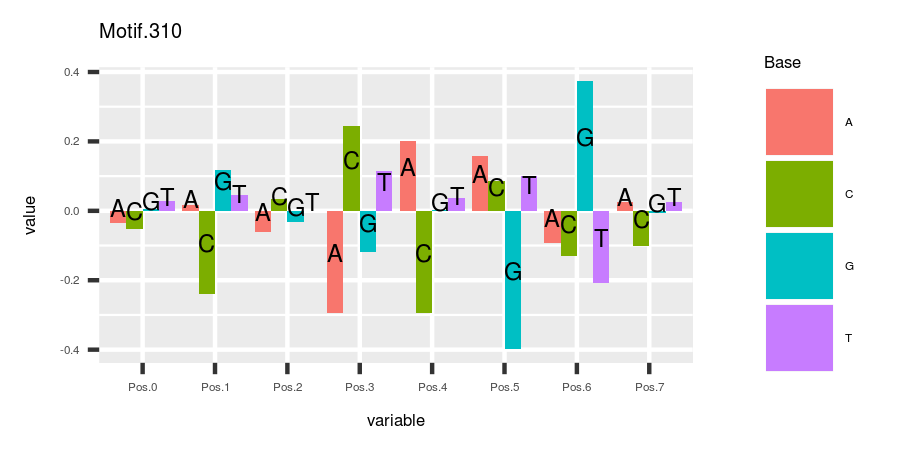 Motif.310
Base
A
C
G
T
value
0.4
0.2
0.0
-0.2
-0.4
A C G T A C G T A C G T A C G T A C G T A C G T A C G T A C G T
Pos.0 Pos.1 Pos.2 Pos.3 Pos.4 Pos.5 Pos.6 Pos.7
variable